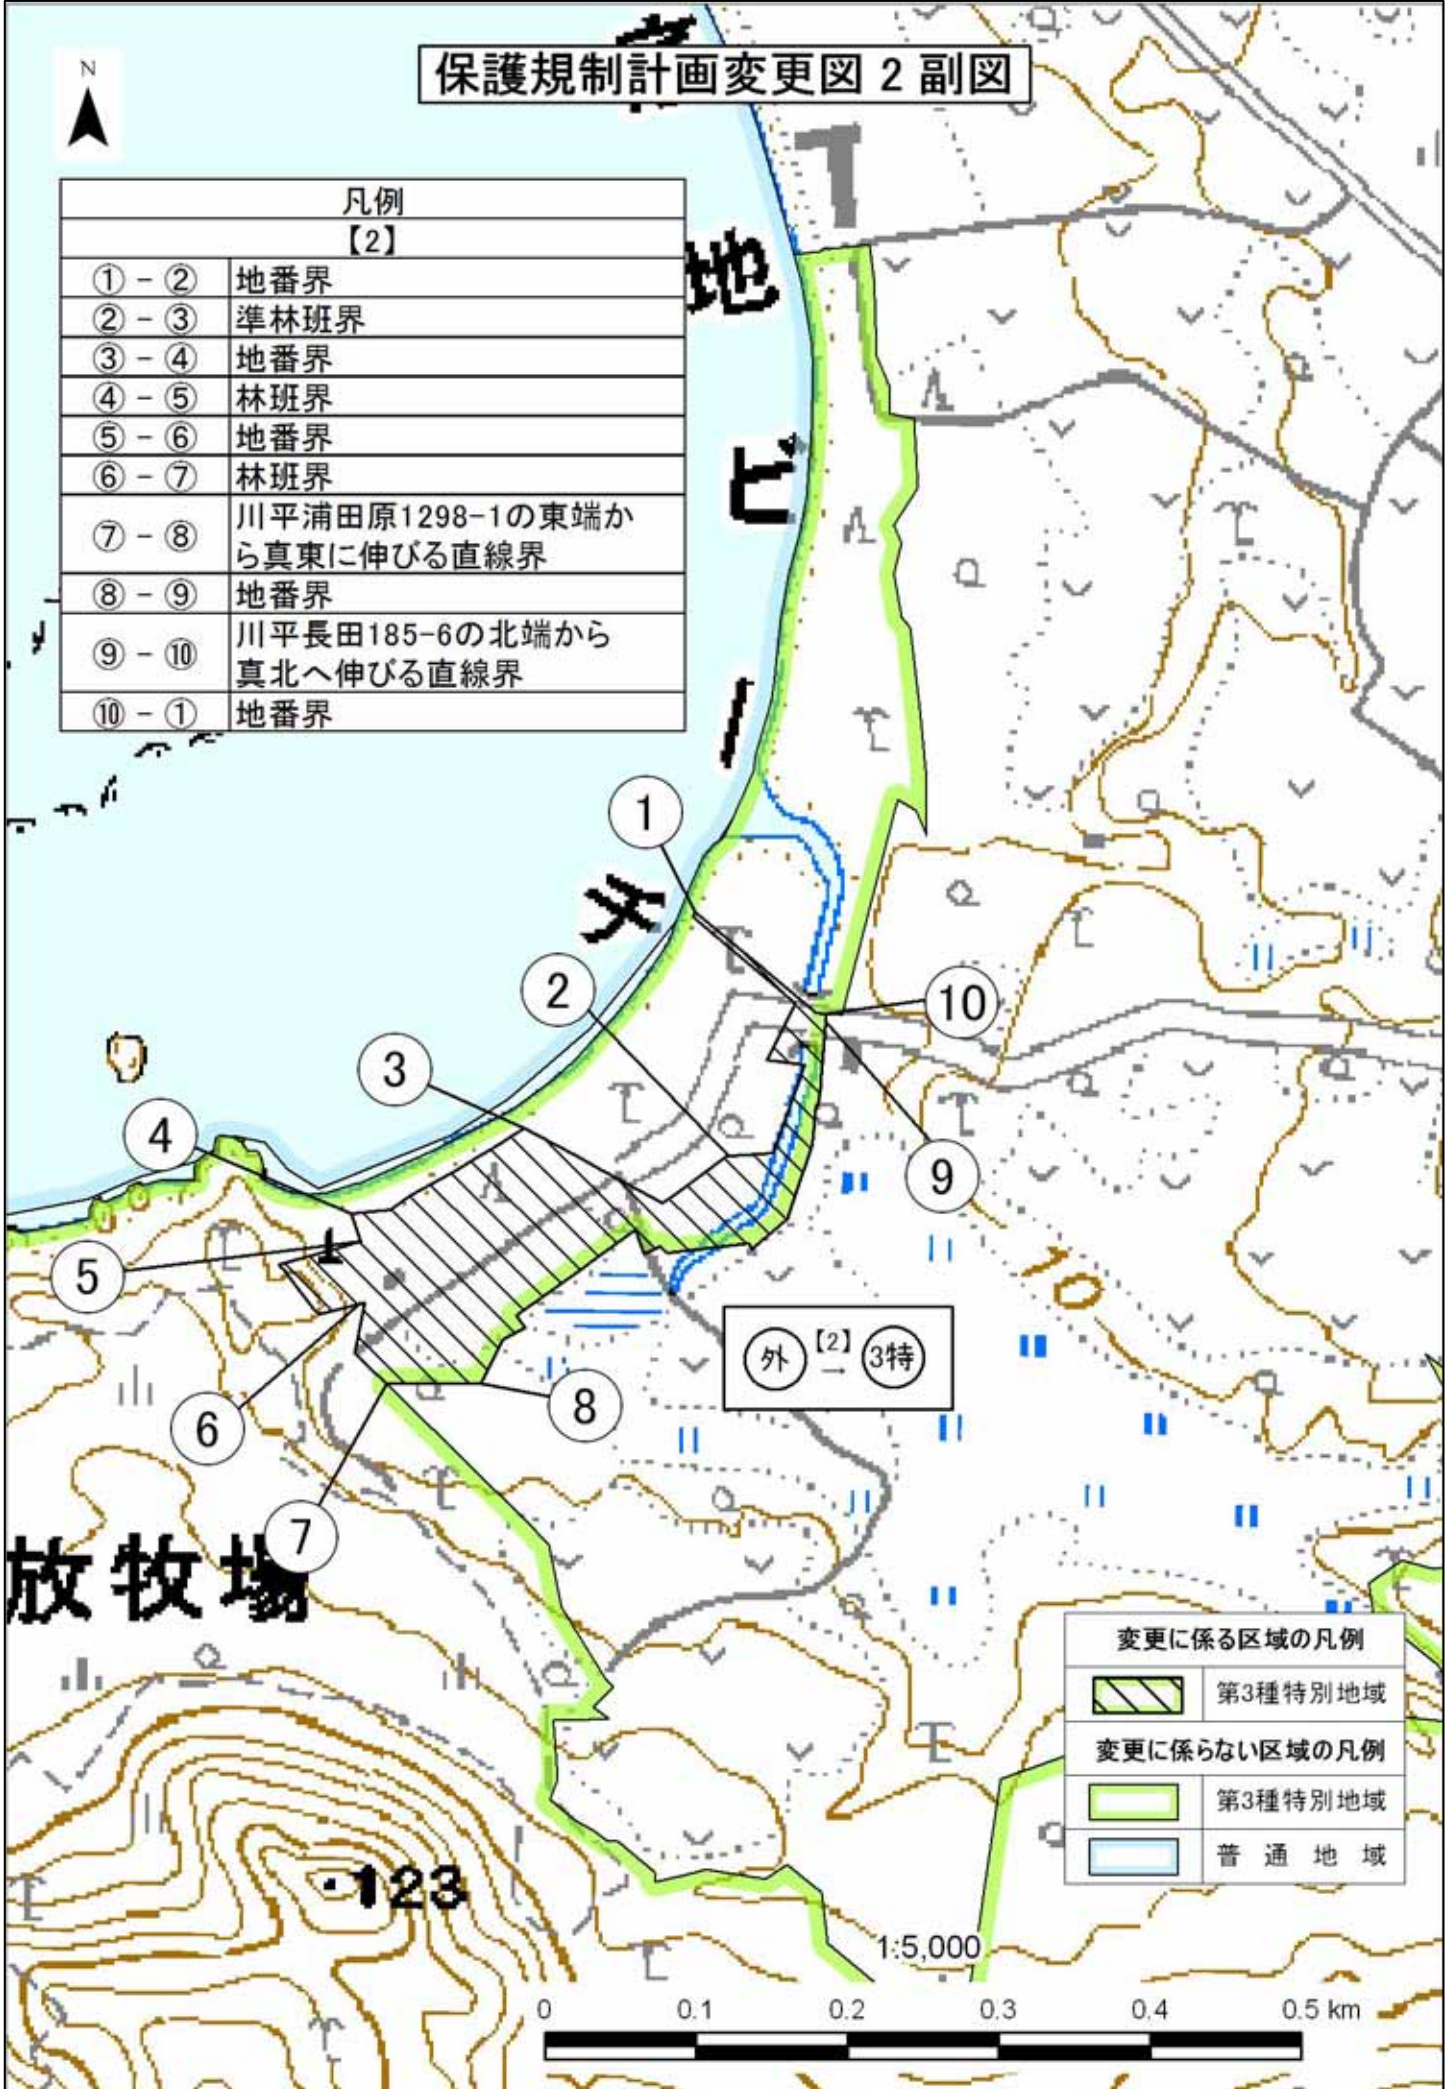 保護規制計画変更図2副図
N
凡例
【2】
①-② 地番界
②-③ 準林班界
③-④ 地番界
④-⑤ 林班界
⑤-⑥ 地番界
⑥-⑦ 林班界
⑦-⑧ 川平浦田原1298-1の東端か
ら真東に伸びる直線界
⑧-⑨ 地番界
⑨-⑩ 川平長田185-6の北端から
真北へ伸びる直線界
⑩-① 地番界
地ビーチ
1
2
10
3
4
9
5
外【2】→3特
8
6
7
10
放牧場
変更に係る区域の凡例
第3種特別地域
変更に係らない区域の凡例
第3種特別地域
普通地域
123
1:5,000
0 0.1 0.2 0.3 0.4 0.5 km